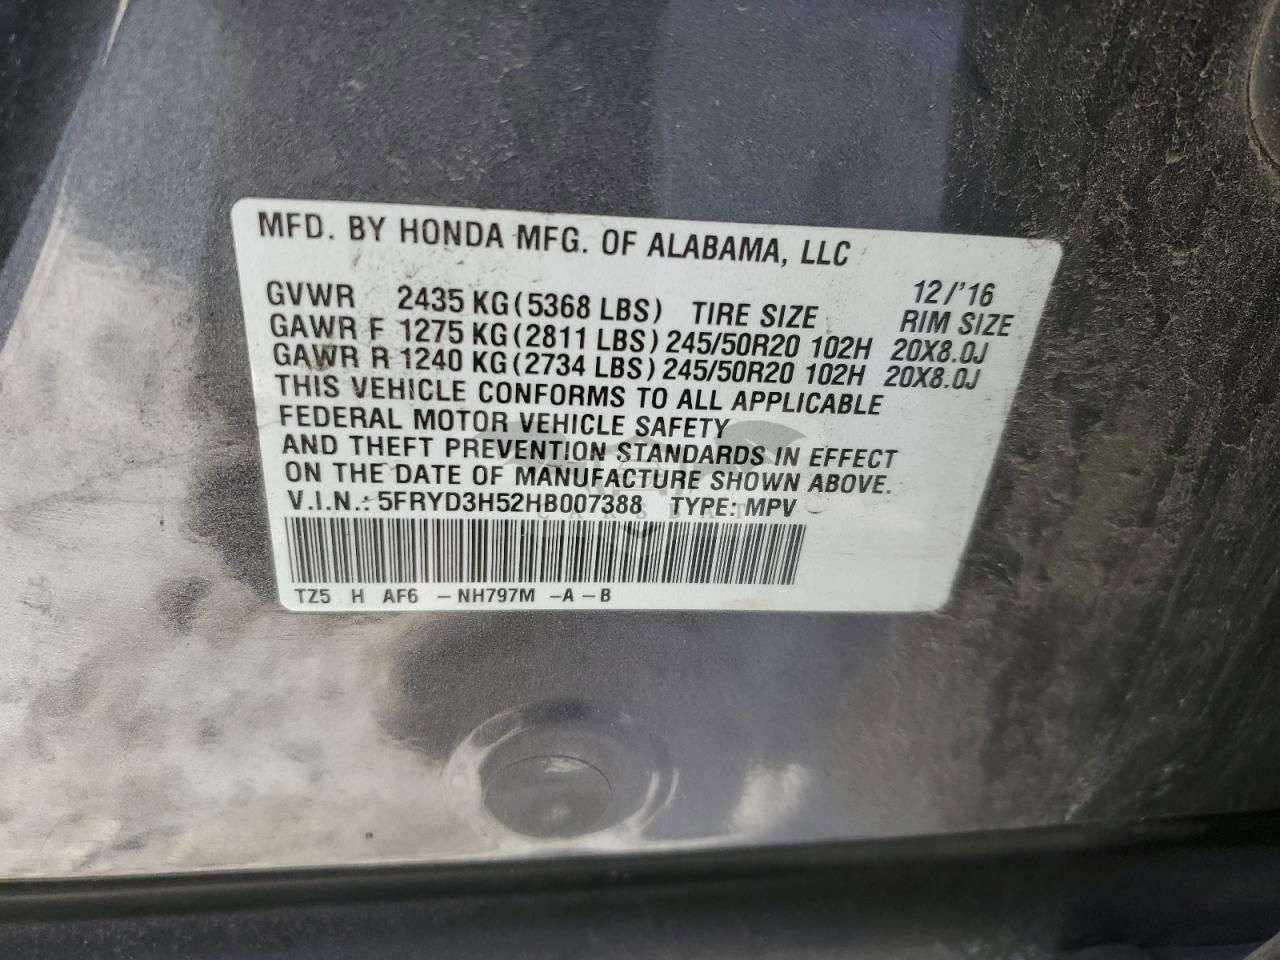 MFD. BY HONDA MFG. OF ALABAMA, LLC
12/'16
GVWR 2435 KG(5368 LBS) TIRE SIZE RIM SIZE
GAWR F 1275 KG(2811 LBS) 245/50R20 102H 20X8.0J
GAWR R 1240 KG(2734 LBS) 245/50R20 102H 20X8.0J
THIS VEHICLE CONFORMS TO ALL APPLICABLE
FEDERAL MOTOR VEHICLE SAFETY
AND THEFT PREVENTION STANDARDS IN EFFECT
ON THE DATE OF MANUFACTURE SHOWN ABOVE.
V.I.N.: 5FRYD3H52HB007388 TYPE: MPV
TZ5 H AF6 -NH797M -A-B